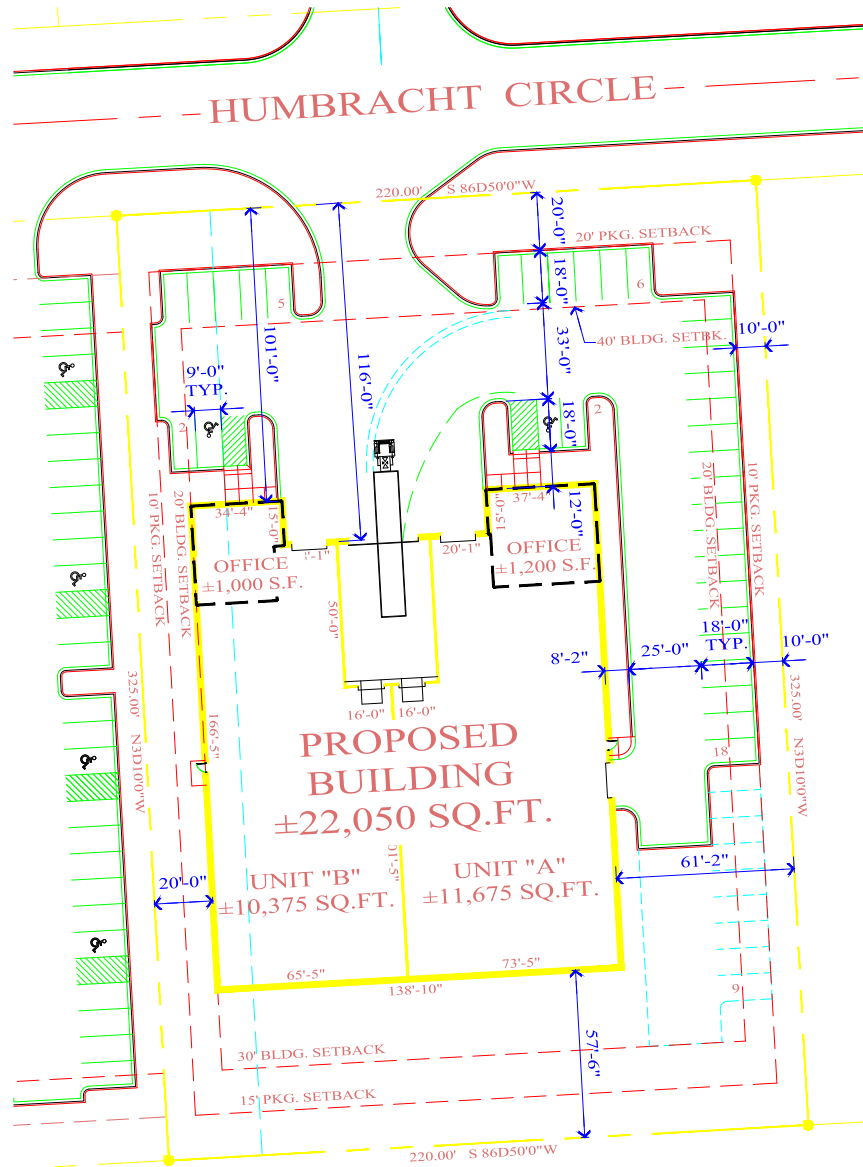 HUMBRACHT CIRCLE
220.00' S 86D50'0"W
20'-0"
20' PKG. SETBACK
18'-0"
5
6
40' BLDG. SETBK.
10'-0"
33'-0"
101'-0"
116'-0"
9'-0"
TYP.
2
2
18'-0"
12'-0"
34'-4"
15'-0"
37'-4"
15'-0"
10' PKG. SETBACK
20' BLDG. SETBACK
20' BLDG. SETBACK
10' PKG. SETBACK
OFFICE
±1,000 S.F.
'-1"
20'-1"
OFFICE
±1,200 S.F.
50'-0"
8'-2"
25'-0"
18'-0"
TYP.
10'-0"
325.00' N3D10'0"W
325.00' N3D10'0"W
166'-5"
16'-0"
16'-0"
PROPOSED
BUILDING
±22,050 SQ.FT.
18
UNIT "B"
±10,375 SQ.FT.
01'-5"
UNIT "A"
±11,675 SQ.FT.
61'-2"
20'-0"
65'-5"
73'-5"
138'-10"
9
57'-6"
30' BLDG. SETBACK
15' PKG. SETBACK
220.00' S 86D50'0"W